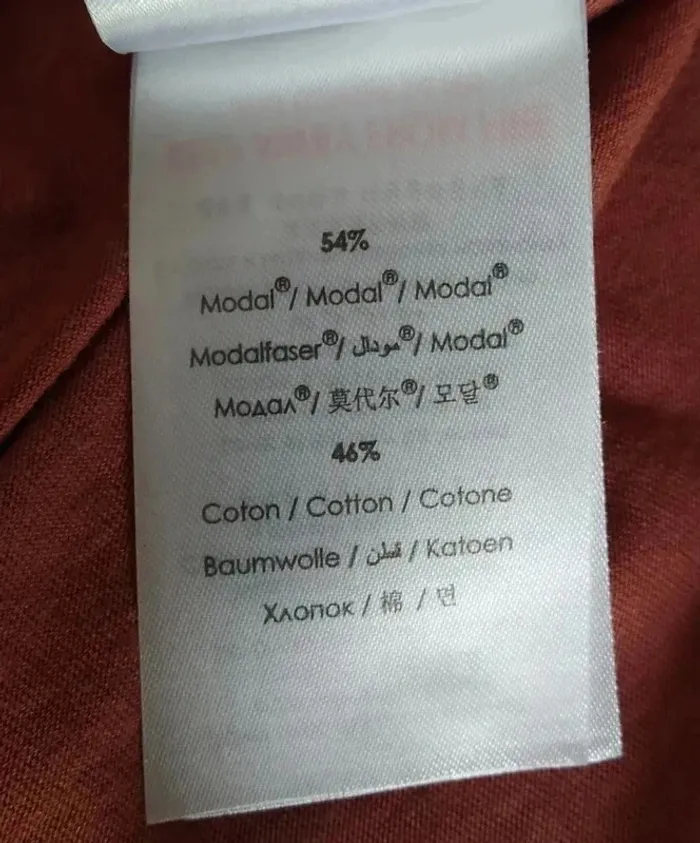 54%
Modal®/ Modal®/ Modal®
Modalfaser®/ مودال®/ Modal®
Модал®/ 莫代尔®/ 모달®
46%
Coton / Cotton / Cotone
Baumwolle / قطن / Katoen
Хлопок / 棉 / 면